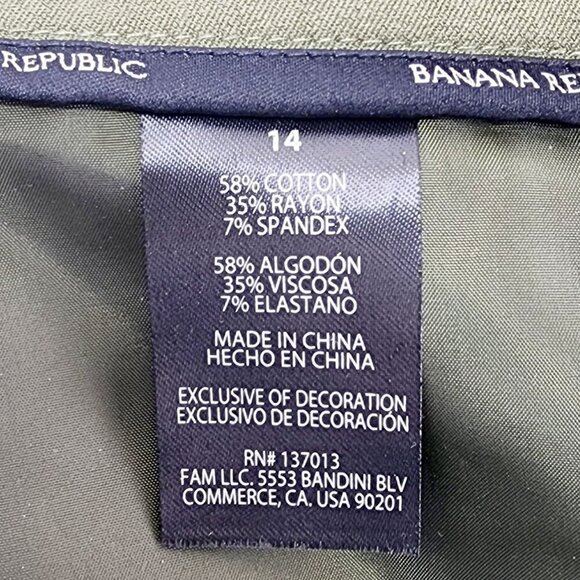 REPUBLIC BANANA RE
14
58% COTTON
35% RAYON
7% SPANDEX
58% ALGODÓN
35% VISCOSA
7% ELASTANO
MADE IN CHINA
HECHO EN CHINA
EXCLUSIVE OF DECORATION
EXCLUSIVO DE DECORACIÓN
RN# 137013
FAM LLC. 5553 BANDINI BLV
COMMERCE, CA. USA 90201